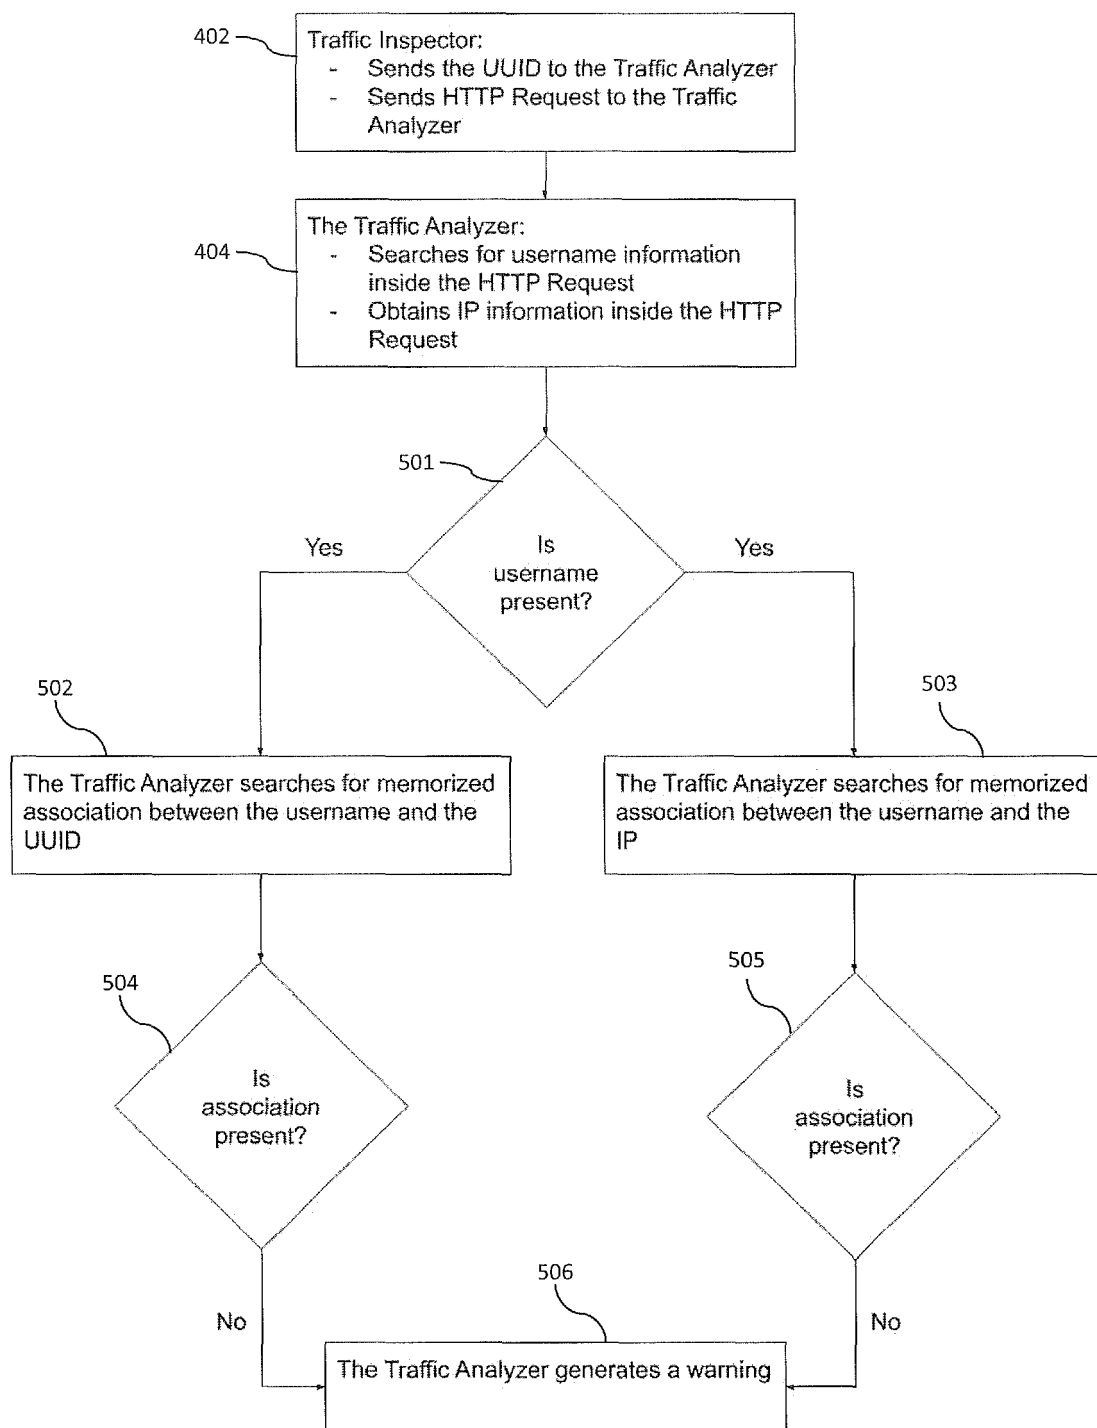 402
Traffic Inspector:
- Sends the UUID to the Traffic Analyzer
- Sends HTTP Request to the Traffic
Analyzer
404
The Traffic Analyzer:
- Searches for username information
inside the HTTP Request
- Obtains IP information inside the HTTP
Request
501
Is
username
present?
Yes
Yes
502
The Traffic Analyzer searches for memorized
association between the username and the
UUID
503
The Traffic Analyzer searches for memorized
association between the username and the
IP
504
Is
association
present?
505
Is
association
present?
No
No
506
The Traffic Analyzer generates a warning